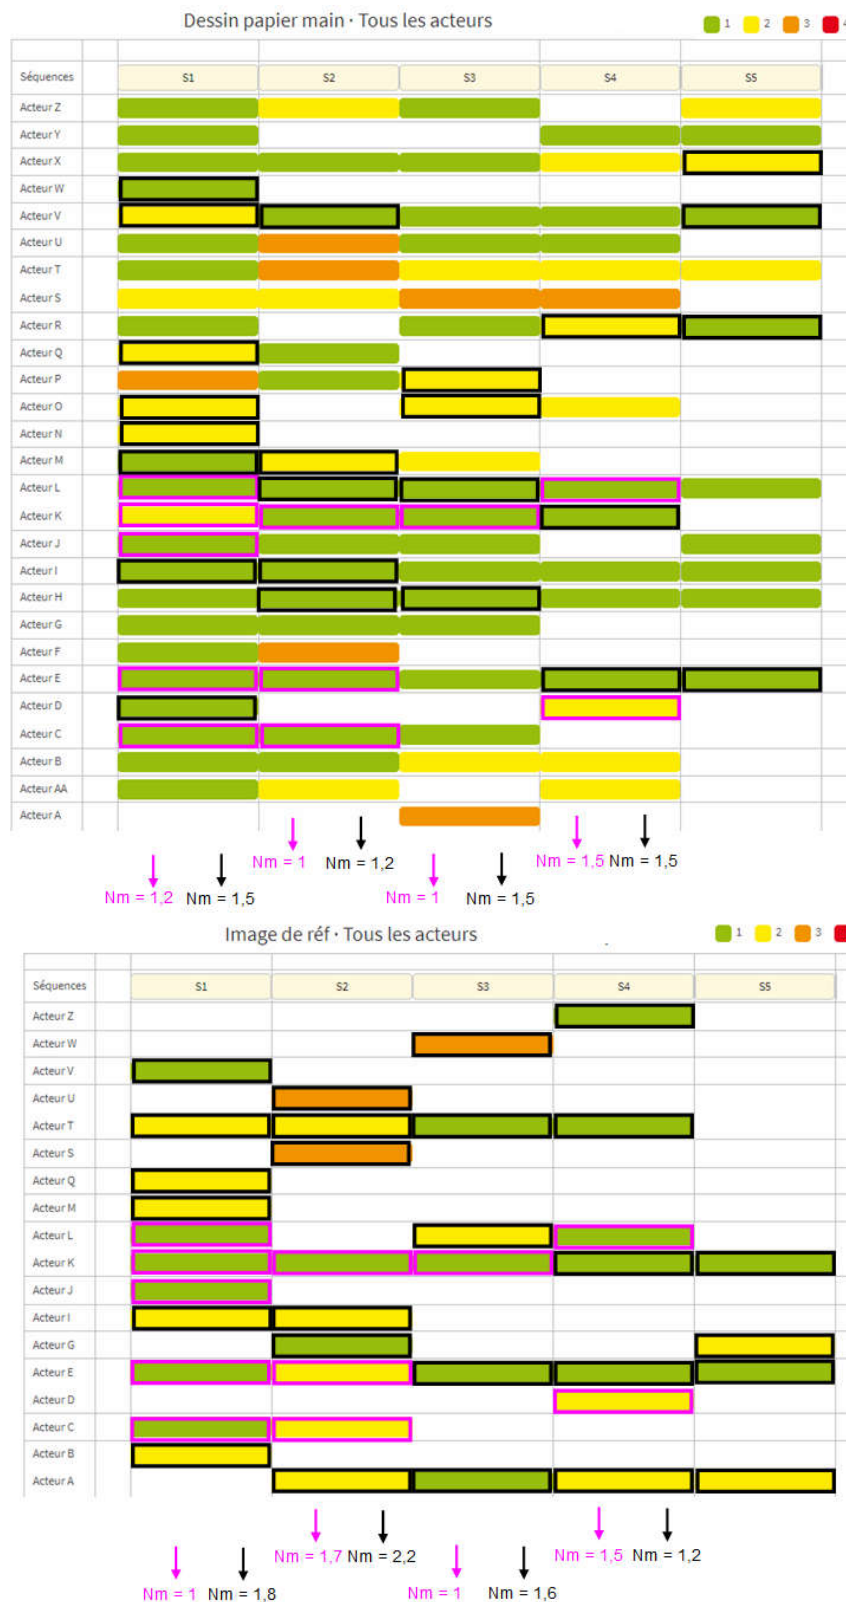 Dessin papier main · Tous les acteurs
1 2 3 4
Séquences S1 S2 S3 S4 S5
Acteur Z
Acteur Y
Acteur X
Acteur W
Acteur V
Acteur U
Acteur T
Acteur S
Acteur R
Acteur Q
Acteur P
Acteur O
Acteur N
Acteur M
Acteur L
Acteur K
Acteur J
Acteur I
Acteur H
Acteur G
Acteur F
Acteur E
Acteur D
Acteur C
Acteur B
Acteur AA
Acteur A
Nm = 1 Nm = 1,2 Nm = 1,5 Nm = 1,5
Nm = 1,2 Nm = 1,5 Nm = 1 Nm = 1,5
Image de réf · Tous les acteurs
1 2 3
Séquences S1 S2 S3 S4 S5
Acteur Z
Acteur W
Acteur V
Acteur U
Acteur T
Acteur S
Acteur Q
Acteur M
Acteur L
Acteur K
Acteur J
Acteur I
Acteur G
Acteur E
Acteur D
Acteur C
Acteur B
Acteur A
Nm = 1,7 Nm = 2,2 Nm = 1,5 Nm = 1,2
Nm = 1 Nm = 1,8 Nm = 1 Nm = 1,6